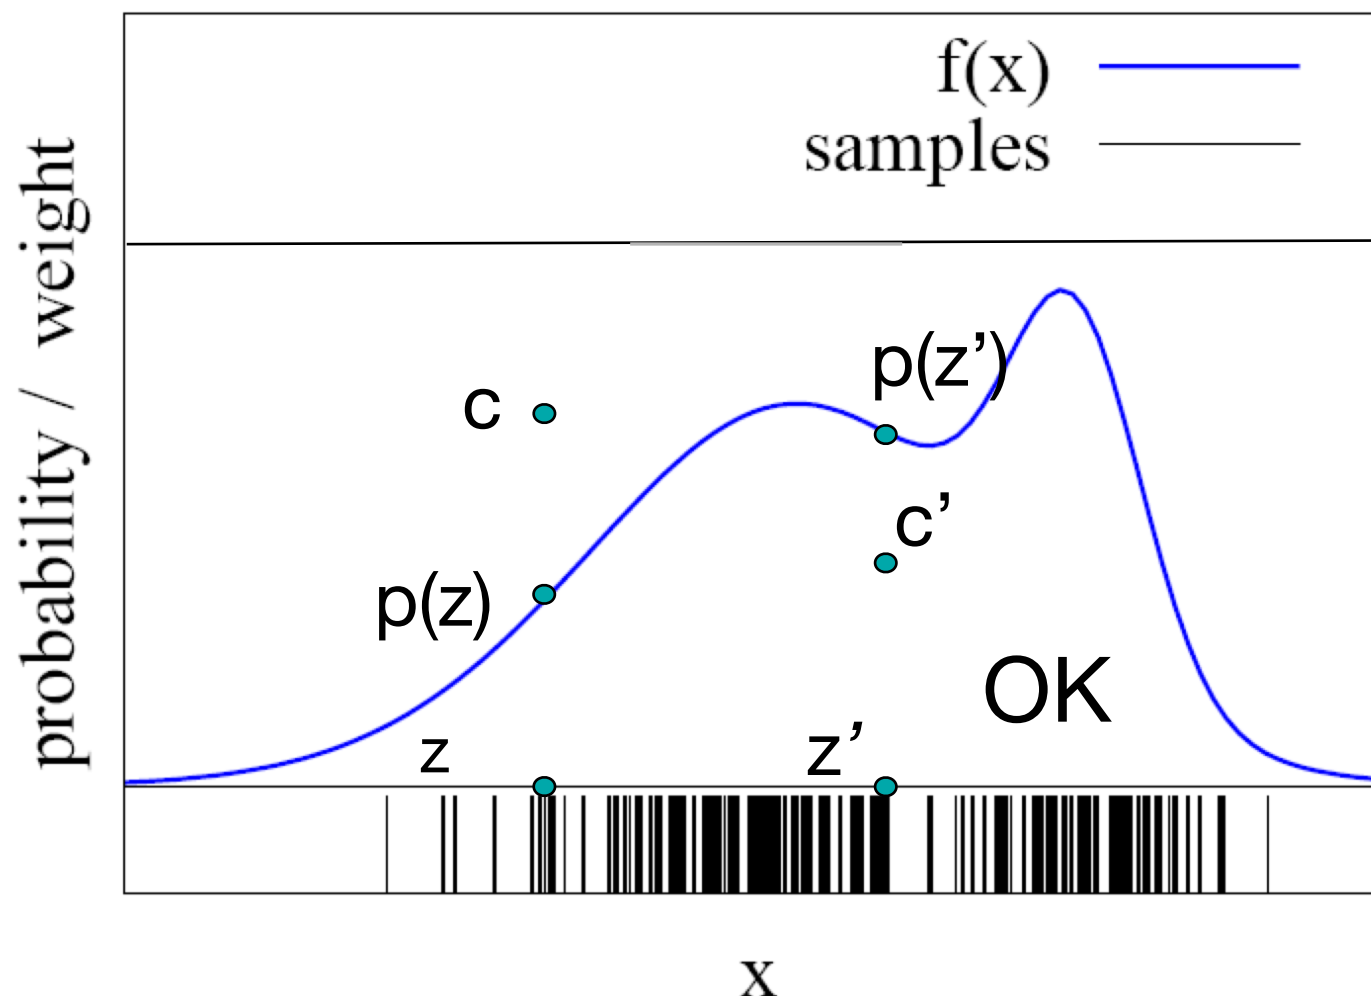 f(x)
samples
probability / weight
p(z’)
c
c’
p(z)
OK
z
z’
x